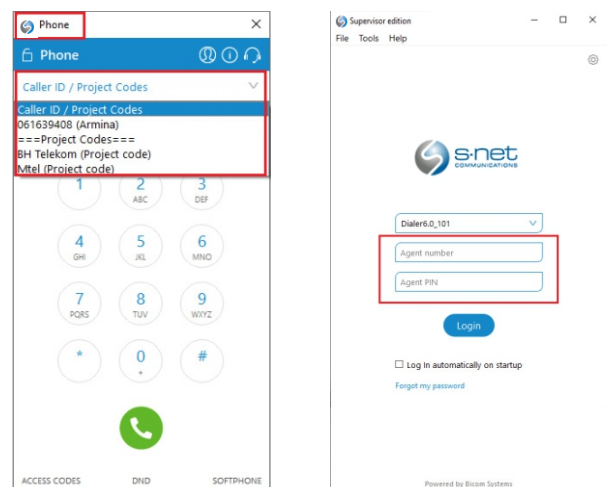 Phone
Phone
Caller ID / Project Codes
Caller ID / Project Codes
061639408 (Armina)
===Project Codes===
BH Telekom (Project code)
Mtel (Project code)
1
2
ABC
3
DEF
4
GHI
5
JKL
6
MNO
7
PQRS
8
TUV
9
WXYZ
*
0
+
#
ACCESS CODES
DND
SOFTPHONE
Supervisor edition
File Tools Help
s-net
COMMUNICATIONS
Dialer6.0_101
Agent number
Agent PIN
Login
Log In automatically on startup
Forgot my password
Powered by Bicom Systems